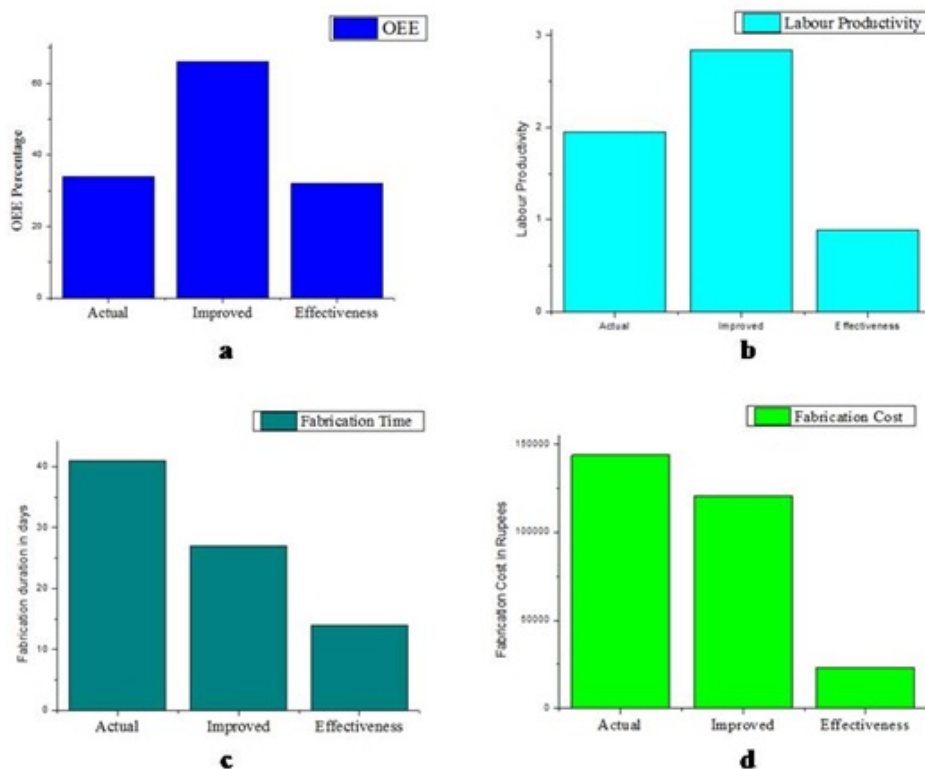 OEE
60
40
20
0
OEE Percentage
Actual Improved Effectiveness
a
Labour Productivity
3
2
1
0
Labour Productivity
Actual Improved Effectiveness
b
Fabrication Time
40
30
20
10
0
Fabrication duration in days
Actual Improved Effectiveness
c
Fabrication Cost
150000
100000
50000
0
Fabrication Cost in Rupees
Actual Improved Effectiveness
d